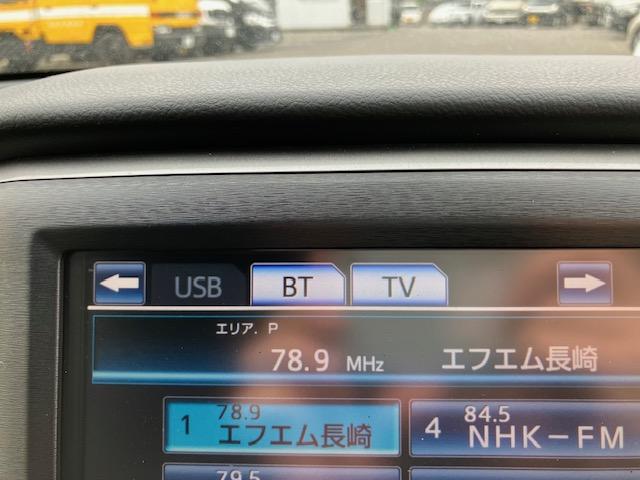 USB BT TV
エリア. P
78.9 MHz エフエム長崎
78.9
1 エフエム長崎
84.5
4 NHK-FM
79.5